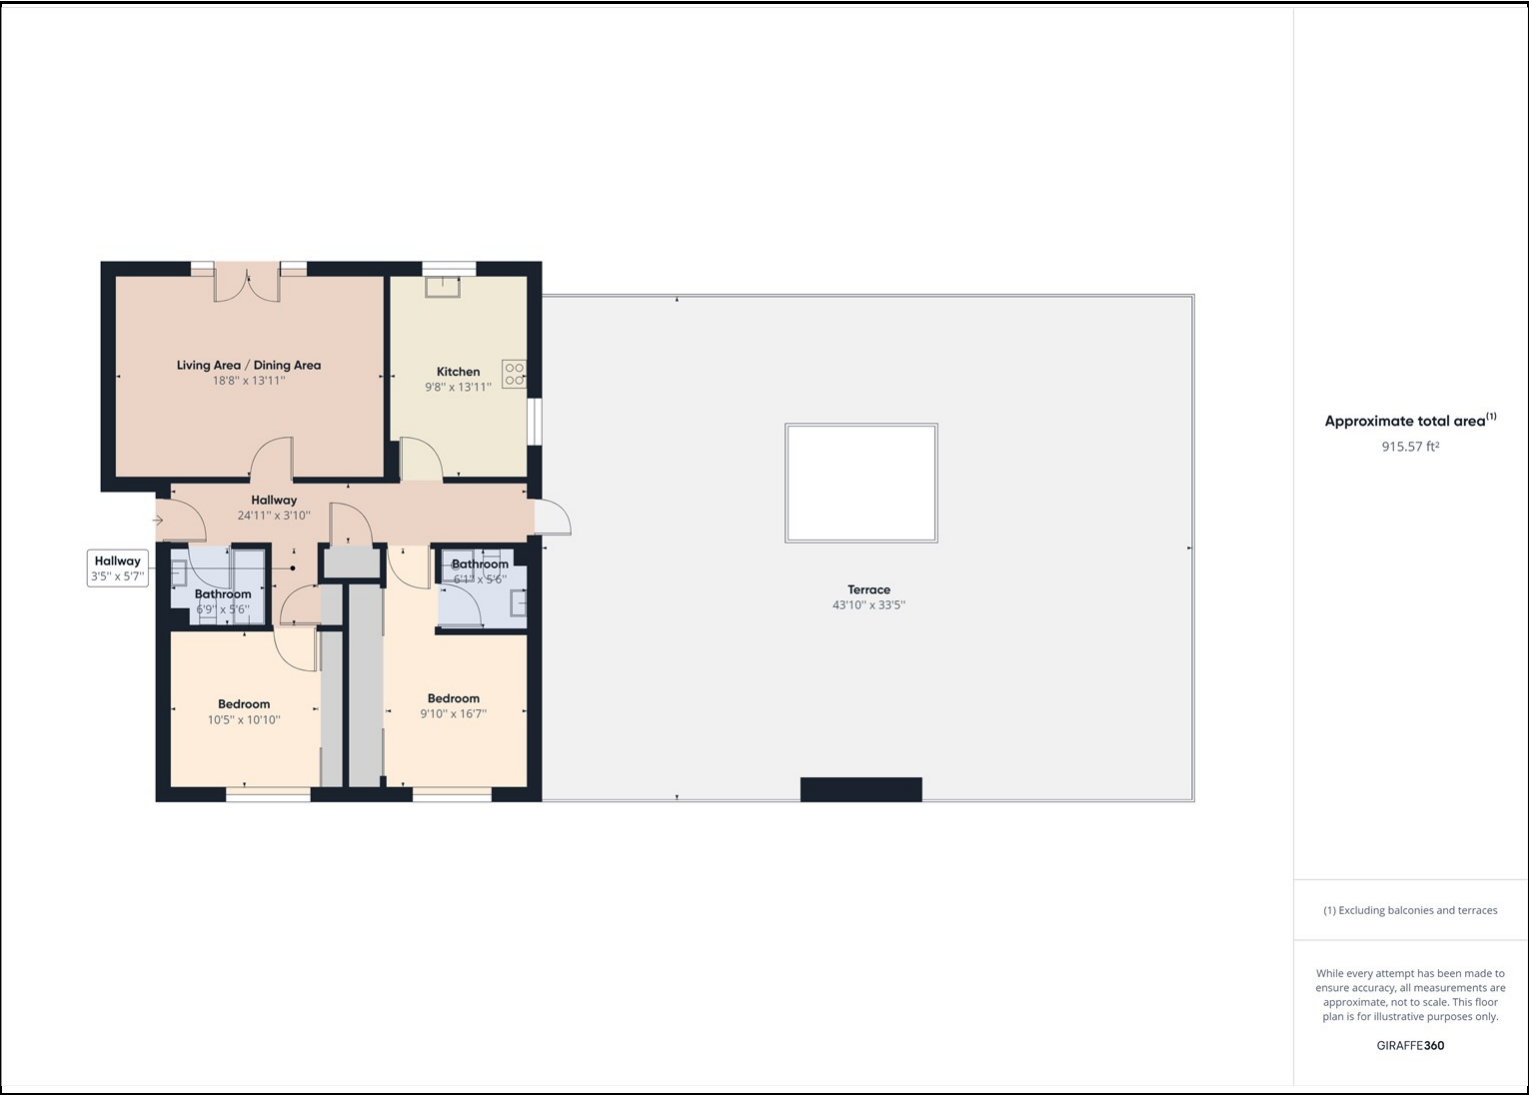 Living Area / Dining Area
18'8'' x 13'11''
Kitchen
9'8'' x 13'11''
Hallway
24'11'' x 3'10''
Hallway
3'5'' x 5'7''
Bathroom
6'9'' x 5'6''
Bathroom
6'1'' x 5'6''
Bedroom
10'5'' x 10'10''
Bedroom
9'10'' x 16'7''
Terrace
43'10'' x 33'5''
Approximate total area(1)
915.57 ft²
(1) Excluding balconies and terraces
While every attempt has been made to
ensure accuracy, all measurements are
approximate, not to scale. This floor
plan is for illustrative purposes only.
GIRAFFE360